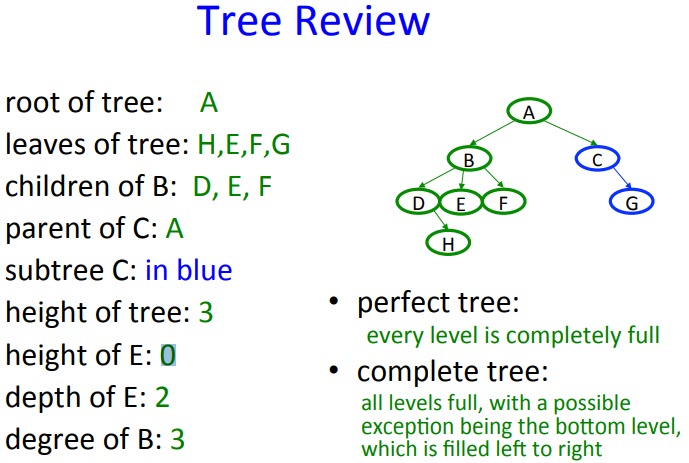 Tree Review
root of tree: A
leaves of tree: H,E,F,G
children of B: D, E, F
parent of C: A
subtree C: in blue
height of tree: 3
height of E: 0
depth of E: 2
degree of B: 3
A
B
C
D
E
F
G
H
• perfect tree:
every level is completely full
• complete tree:
all levels full, with a possible
exception being the bottom level,
which is filled left to right